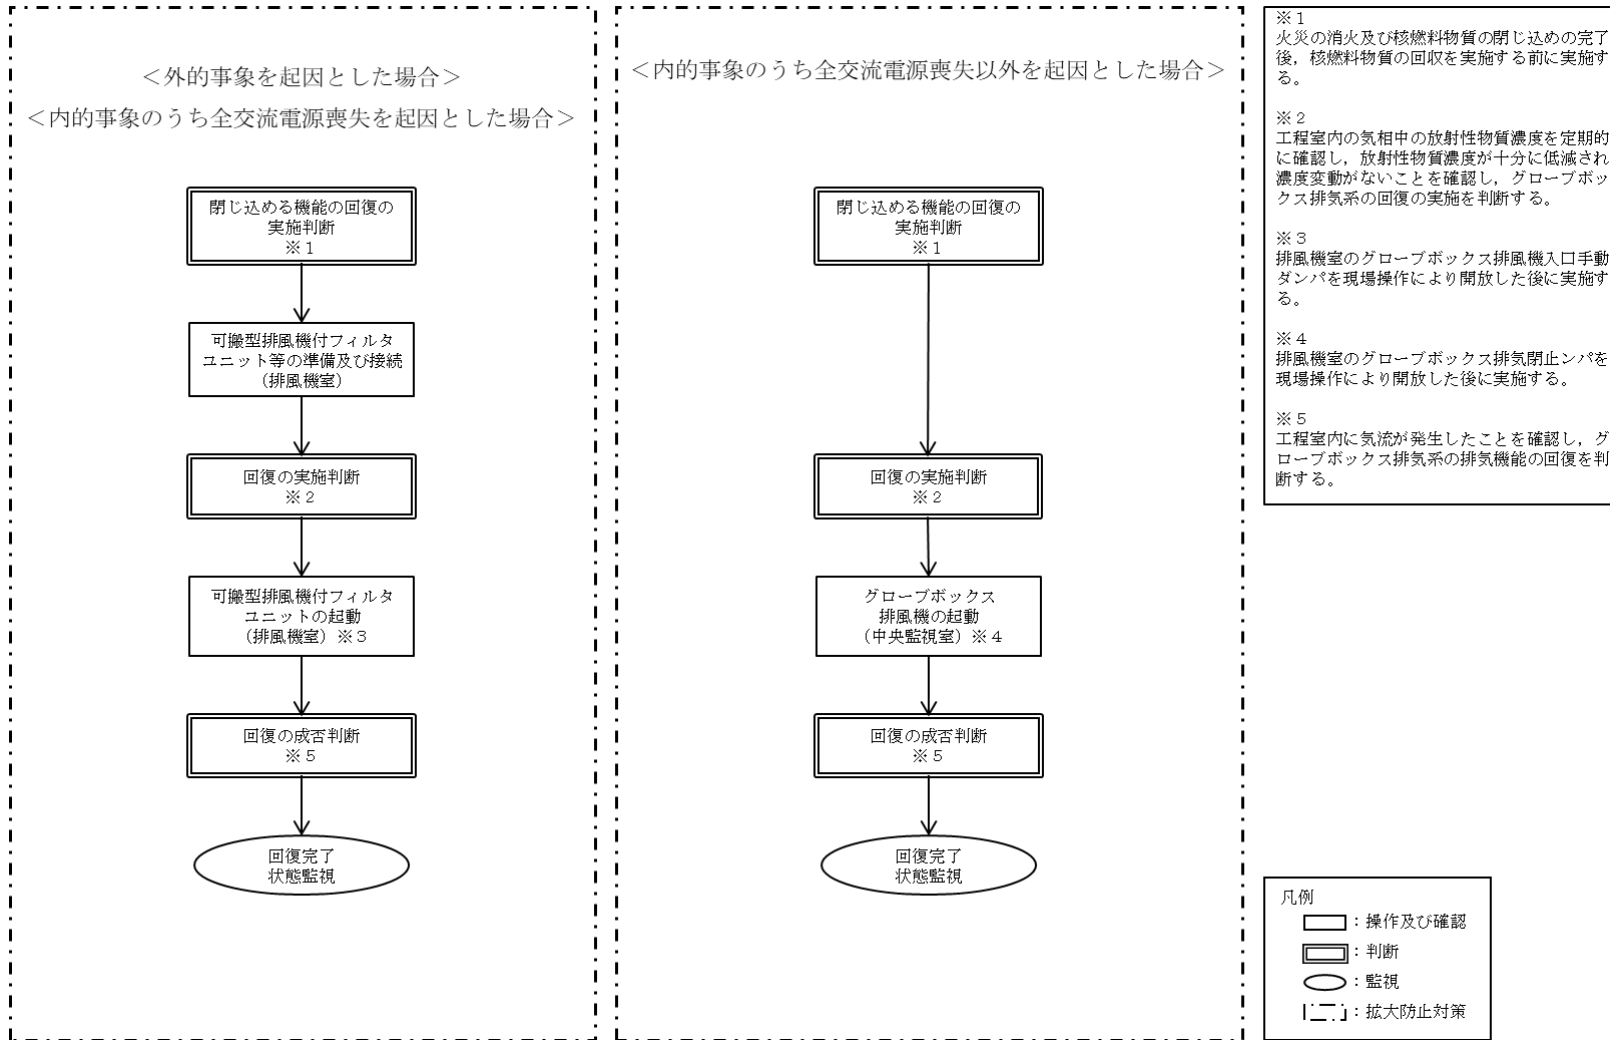 ＜外的事象を起因とした場合＞
＜内的事象のうち全交流電源喪失を起因とした場合＞
閉じ込める機能の回復の
実施判断
※１
可搬型排風機付フィルタ
ユニット等の準備及び接続
（排風機室）
回復の実施判断
※２
可搬型排風機付フィルタ
ユニットの起動
（排風機室）※３
回復の成否判断
※５
回復完了
状態監視
＜内的事象のうち全交流電源喪失以外を起因とした場合＞
閉じ込める機能の回復の
実施判断
※１
回復の実施判断
※２
グローブボックス
排風機の起動
（中央監視室）※４
回復の成否判断
※５
回復完了
状態監視
※１
火災の消火及び核燃料物質の閉じ込めの完了
後，核燃料物質の回収を実施する前に実施す
る。
※２
工程室内の気相中の放射性物質濃度を定期的
に確認し，放射性物質濃度が十分に低減され
濃度変動がないことを確認し，グローブボッ
クス排気系の回復の実施を判断する。
※３
排風機室のグローブボックス排風機入口手動
ダンパを現場操作により開放した後に実施す
る。
※４
排風機室のグローブボックス排気閉止ンパを
現場操作により開放した後に実施する。
※５
工程室内に気流が発生したことを確認し，グ
ローブボックス排気系の排気機能の回復を判
断する。
凡例
：操作及び確認
：判断
：監視
：拡大防止対策